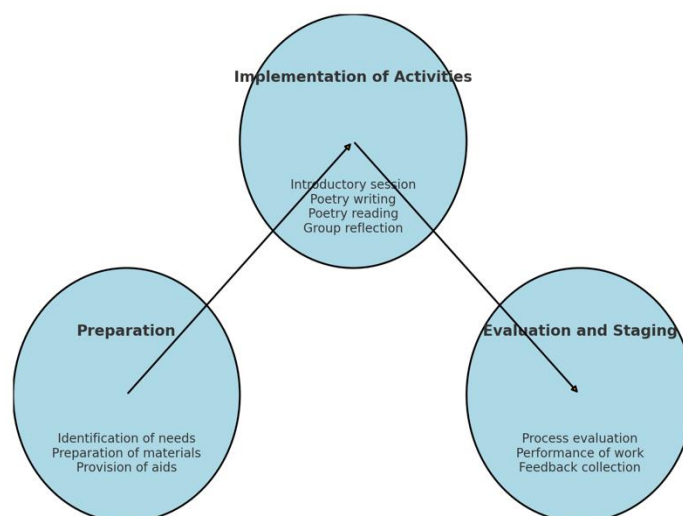 Implementation of Activities
Introductory session
Poetry writing
Poetry reading
Group reflection
Preparation
Identification of needs
Preparation of materials
Provision of aids
Evaluation and Staging
Process evaluation
Performance of work
Feedback collection